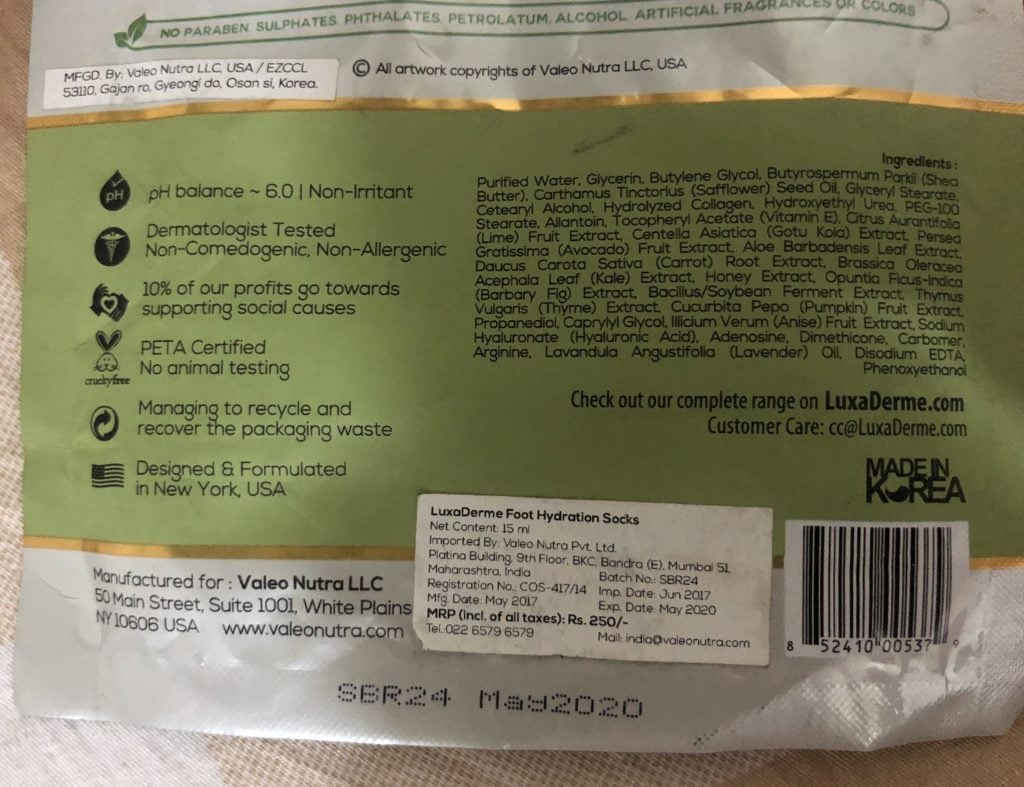 NO PARABEN, SULPHATES, PHTHALATES, PETROLATUM, ALCOHOL, ARTIFICIAL FRAGRANCES OR COLORS
MFGD. By: Valeo Nutra LLC, USA / EZCCL
53110, Gajan ro, Gyeongi do, Osan si, Korea.
© All artwork copyrights of Valeo Nutra LLC, USA
pH
pH balance ~ 6.0 | Non-Irritant
Dermatologist Tested
Non-Comedogenic, Non-Allergenic
10% of our profits go towards
supporting social causes
PETA Certified
No animal testing
crueltyfree
Managing to recycle and
recover the packaging waste
Designed & Formulated
in New York, USA
Ingredients :
Purified Water, Glycerin, Butylene Glycol, Butyrospermum Parkii (Shea
Butter), Carthamus Tinctorius (Safflower) Seed Oil, Glyceryl Stearate,
Cetearyl Alcohol, Hydrolyzed Collagen, Hydroxyethyl Urea, PEG-100
Stearate, Allantoin, Tocopheryl Acetate (Vitamin E), Citrus Aurantifolia
(Lime) Fruit Extract, Centella Asiatica (Gotu Kola) Extract, Persea
Gratissima (Avocado) Fruit Extract, Aloe Barbadensis Leaf Extract,
Daucus Carota Sativa (Carrot) Root Extract, Brassica Oleracea
Acephala Leaf (Kale) Extract, Honey Extract, Opuntia Ficus-Indica
(Barbary Fig) Extract, Bacillus/Soybean Ferment Extract, Thymus
Vulgaris (Thyme) Extract, Cucurbita Pepo (Pumpkin) Fruit Extract,
Propanediol, Caprylyl Glycol, Illicium Verum (Anise) Fruit Extract, Sodium
Hyaluronate (Hyaluronic Acid), Adenosine, Dimethicone, Carbomer,
Arginine, Lavandula Angustifolia (Lavender) Oil, Disodium EDTA,
Phenoxyethanol
Check out our complete range on LuxaDerme.com
Customer Care: cc@LuxaDerme.com
MADE IN
KOREA
Manufactured for : Valeo Nutra LLC
50 Main Street, Suite 1001, White Plains
NY 10606 USA www.valeonutra.com
LuxaDerme Foot Hydration Socks
Net Content: 15 ml
Imported By: Valeo Nutra Pvt. Ltd.
Platina Building, 9th Floor, BKC, Bandra (E), Mumbai 51,
Maharashtra, India Batch No.: SBR24
Registration No.: COS-417/14 Imp. Date: Jun 2017
Mfg. Date: May 2017 Exp. Date: May 2020
MRP (incl. of all taxes): Rs. 250/-
Tel.:022 6579 6579 Mail: india@valeonutra.com
8 52410 00537 9
SBR24 May2020